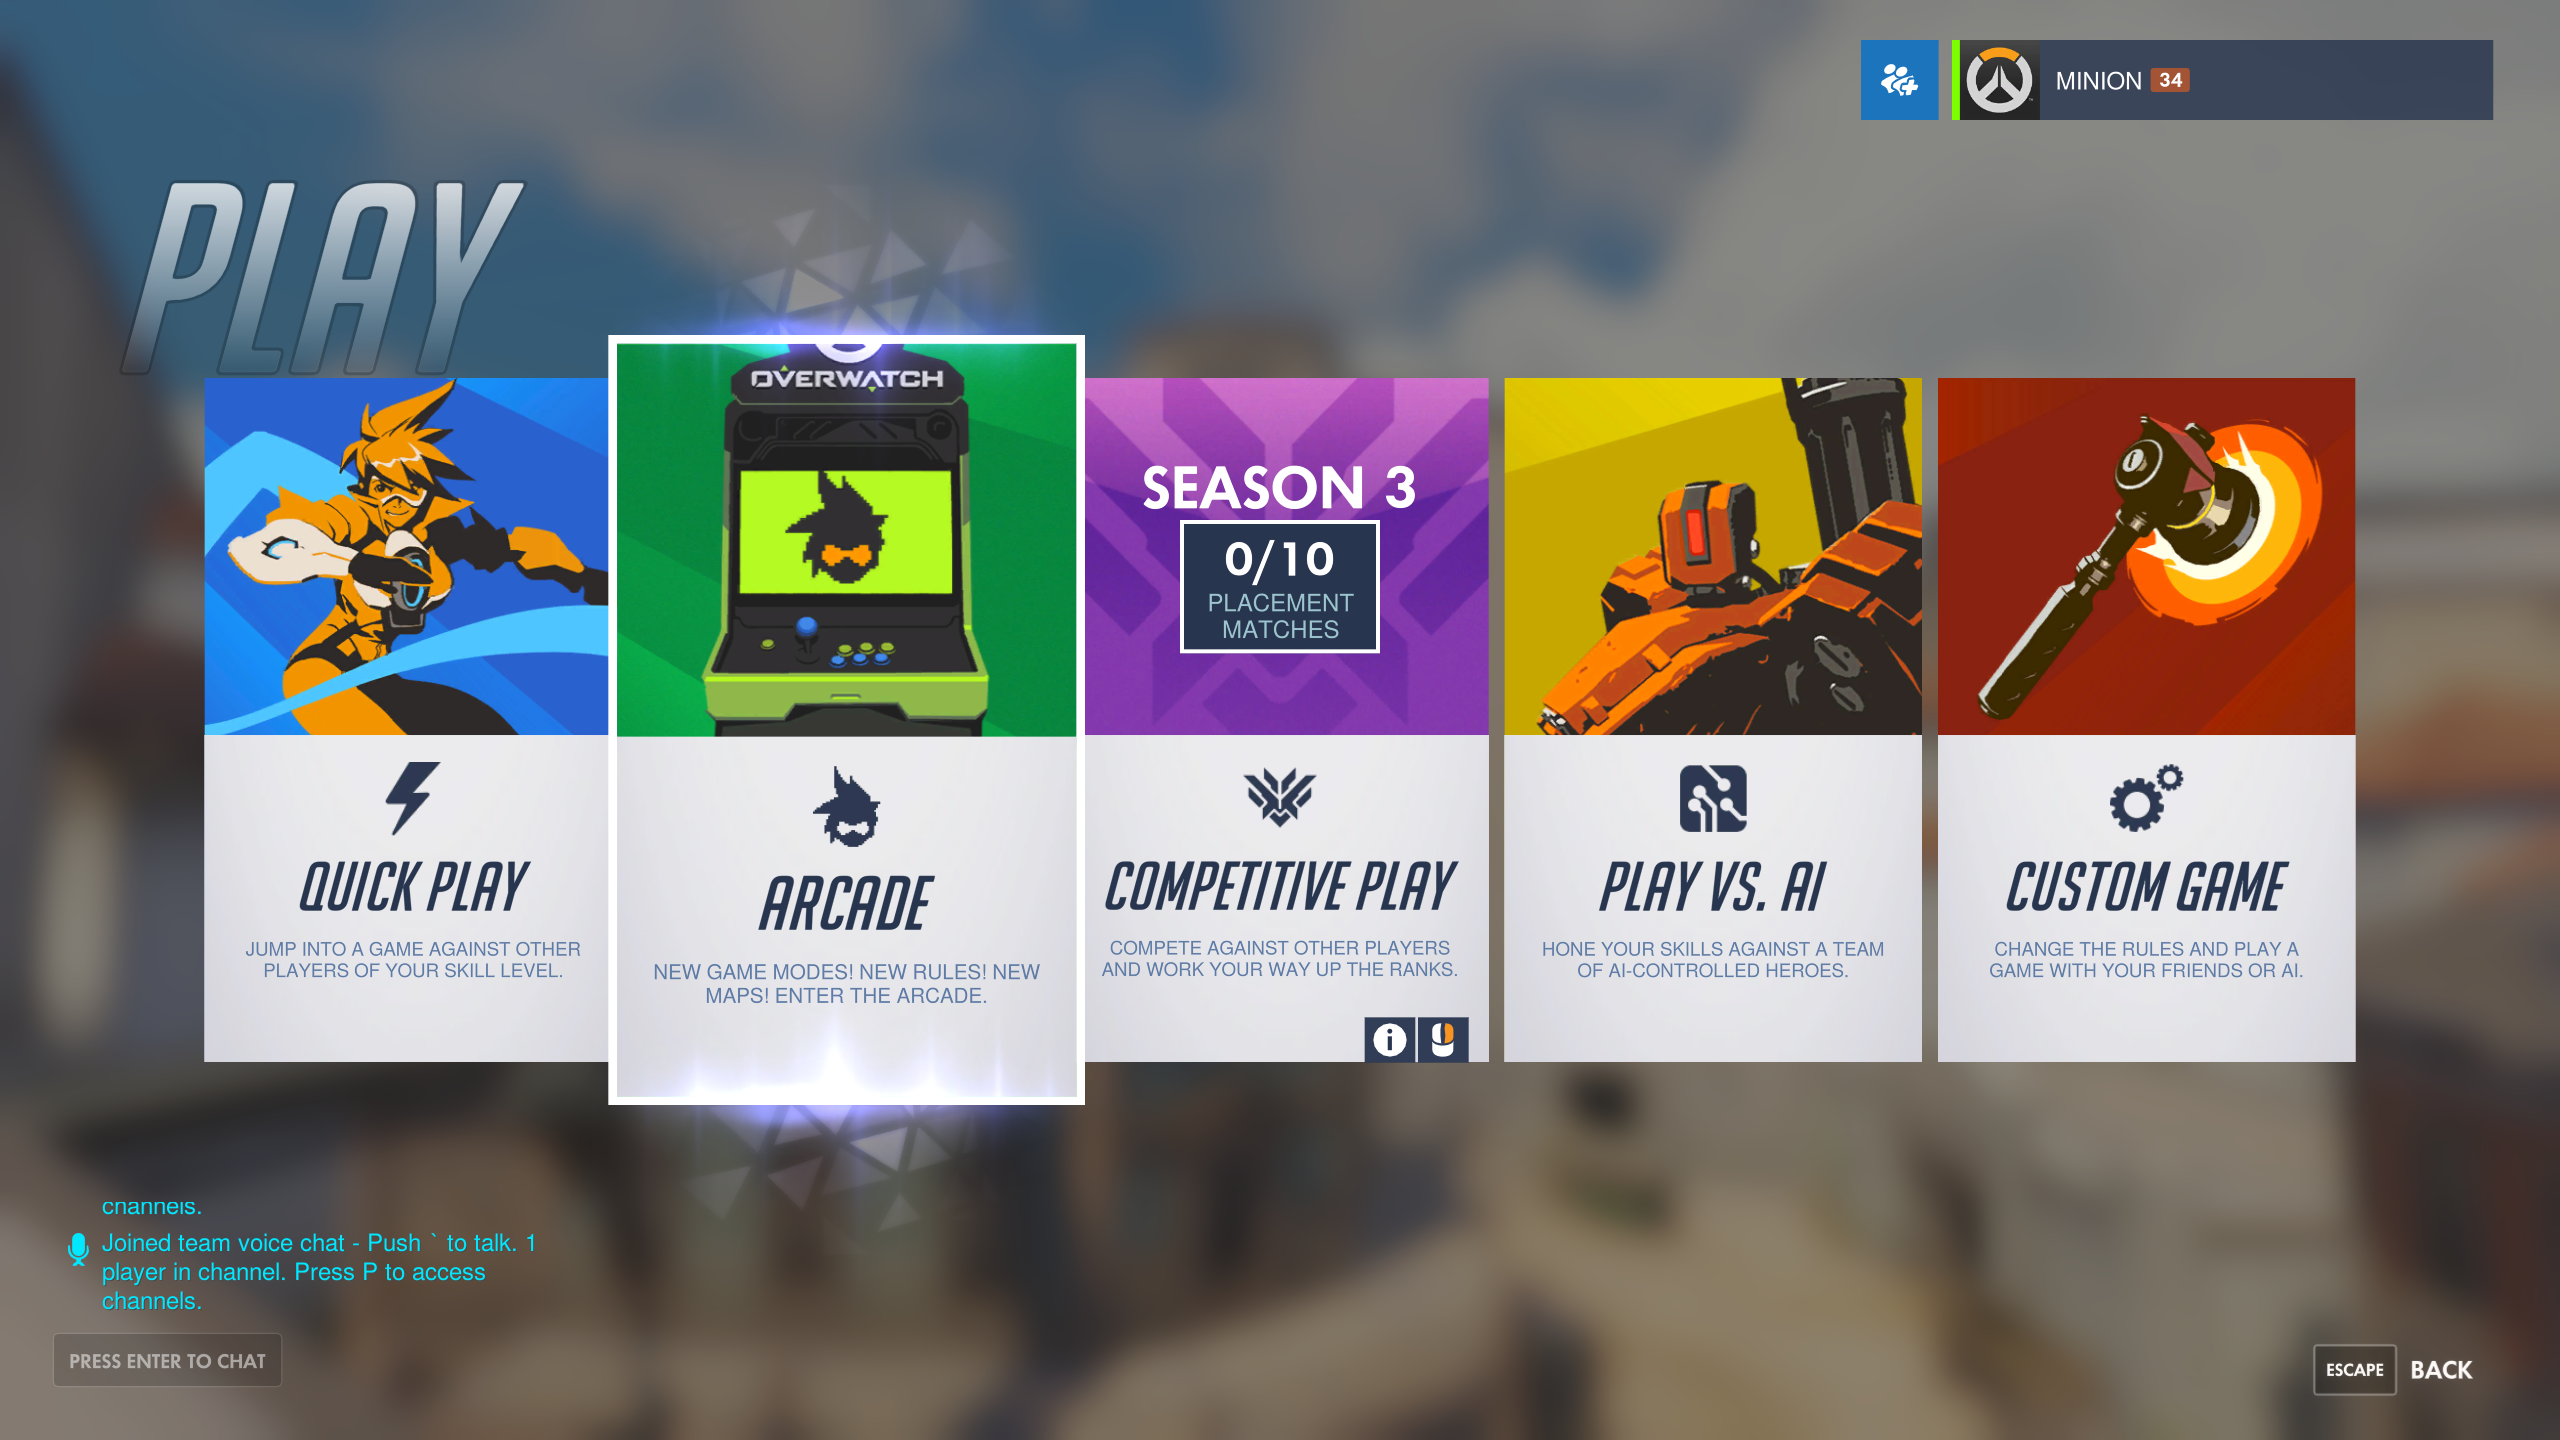 MINION 34
PLAY
OVERWATCH
SEASON 3
0/10
PLACEMENT
MATCHES
QUICK PLAY
JUMP INTO A GAME AGAINST OTHER
PLAYERS OF YOUR SKILL LEVEL.
ARCADE
NEW GAME MODES! NEW RULES! NEW
MAPS! ENTER THE ARCADE.
COMPETITIVE PLAY
COMPETE AGAINST OTHER PLAYERS
AND WORK YOUR WAY UP THE RANKS.
PLAY VS. AI
HONE YOUR SKILLS AGAINST A TEAM
OF AI-CONTROLLED HEROES.
CUSTOM GAME
CHANGE THE RULES AND PLAY A
GAME WITH YOUR FRIENDS OR AI.
channels.
Joined team voice chat - Push ` to talk. 1
player in channel. Press P to access
channels.
PRESS ENTER TO CHAT
ESCAPE BACK